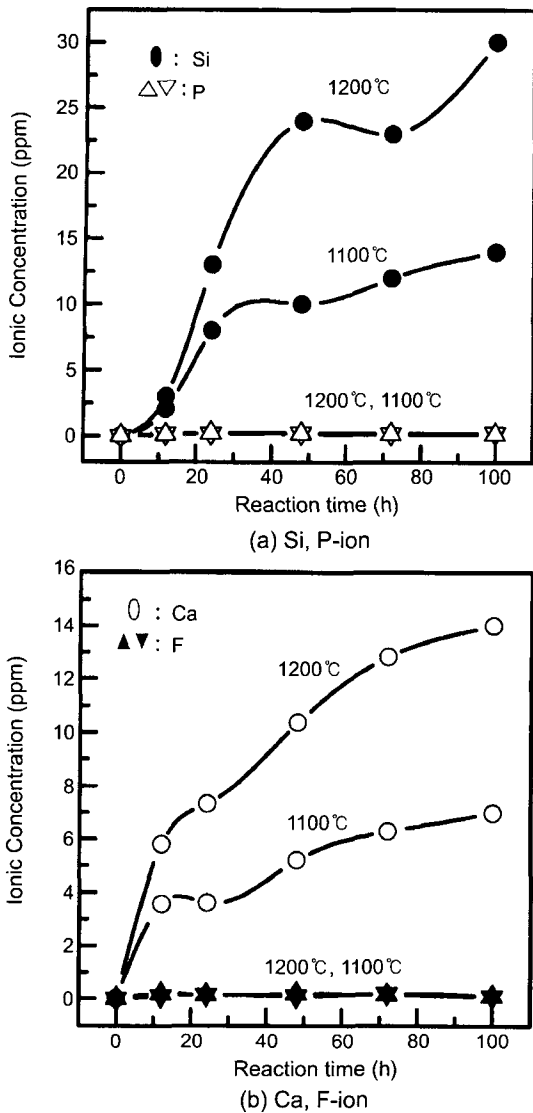 30
25
20
15
10
5
0
Ionic Concentration (ppm)
: Si
: P
1200℃
1100℃
1200℃, 1100℃
0 20 40 60 80 100
Reaction time (h)
(a) Si, P-ion
16
14
12
10
8
6
4
2
0
Ionic Concentration (ppm)
: Ca
: F
1200℃
1100℃
1200℃, 1100℃
0 20 40 60 80 100
Reaction time (h)
(b) Ca, F-ion